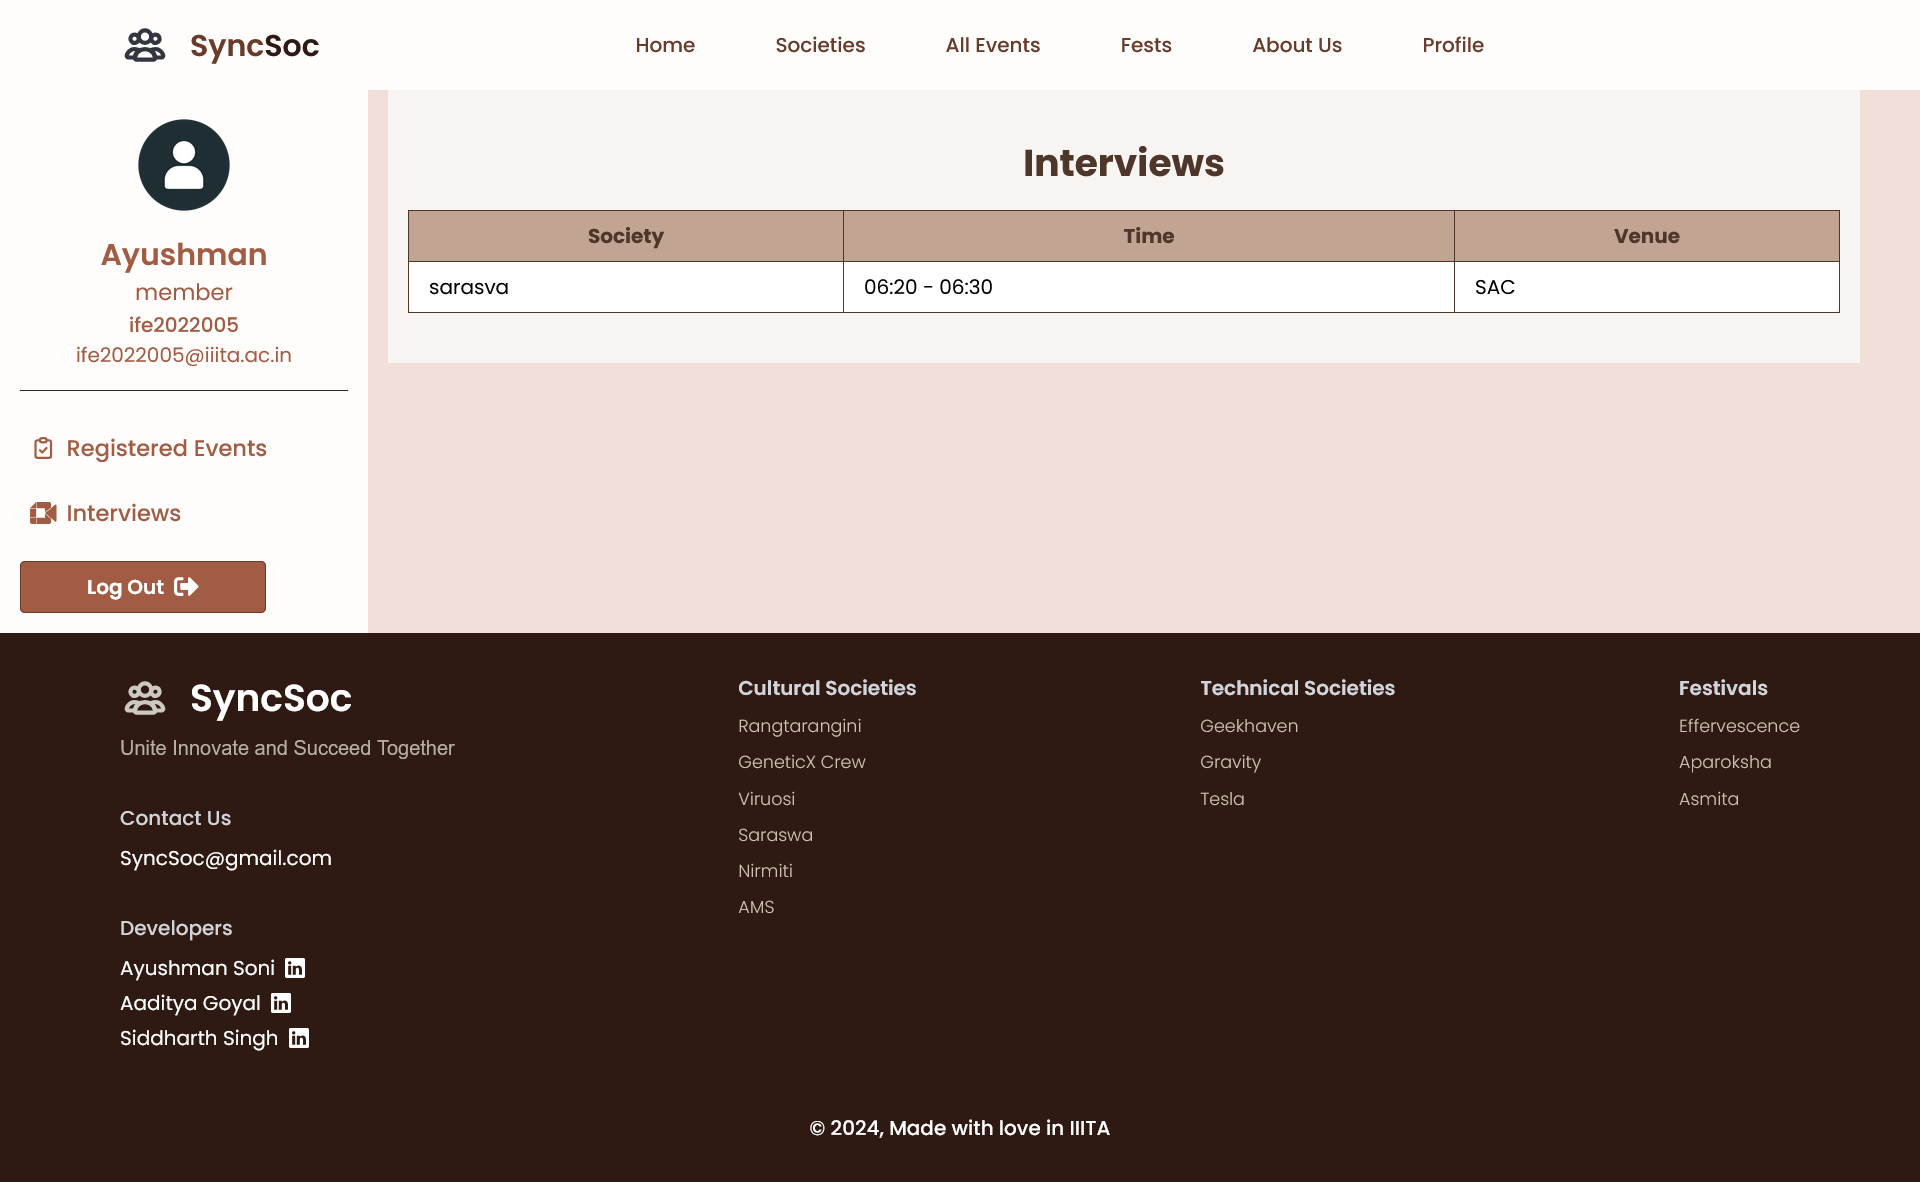 SyncSoc
Home
Societies
All Events
Fests
About Us
Profile
Ayushman
member
ife2022005
ife2022005@iiita.ac.in
Registered Events
Interviews
Log Out
Interviews
Society Time Venue
sarasva 06:20 - 06:30 SAC
SyncSoc
Unite Innovate and Succeed Together
Contact Us
SyncSoc@gmail.com
Developers
Ayushman Soni
Aaditya Goyal
Siddharth Singh
Cultural Societies
Rangtarangini
GeneticX Crew
Viruosi
Saraswa
Nirmiti
AMS
Technical Societies
Geekhaven
Gravity
Tesla
Festivals
Effervescence
Aparoksha
Asmita
© 2024, Made with love in IIITA